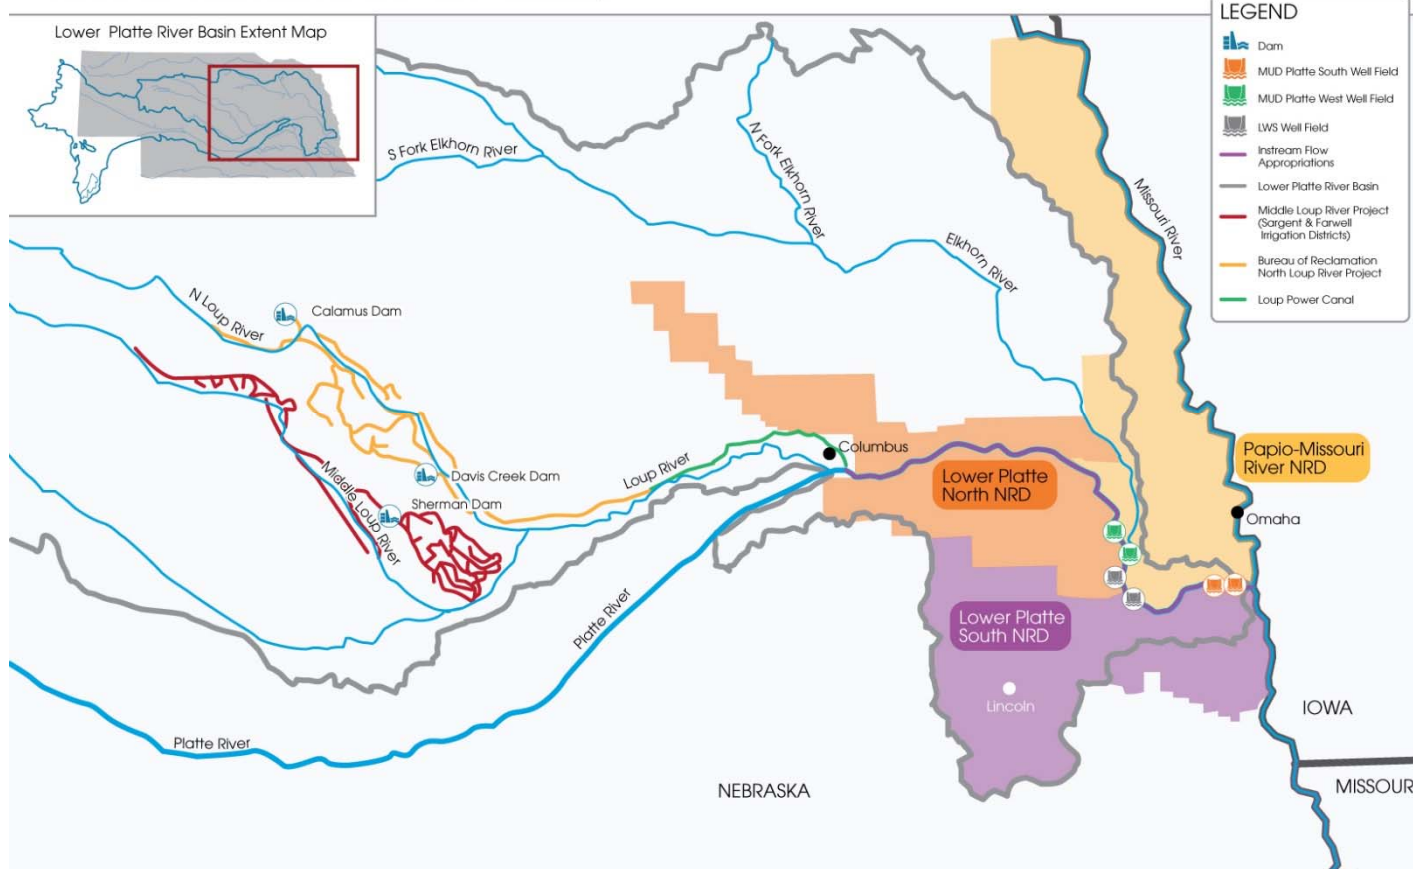 Lower Platte River Basin Extent Map
LEGEND
Dam
MUD Platte South Well Field
MUD Platte West Well Field
LWS Well Field
Instream Flow
Appropriations
Lower Platte River Basin
Middle Loup River Project
(Sargent & Farwell
Irrigation Districts)
Bureau of Reclamation
North Loup River Project
Loup Power Canal
S Fork Elkhorn River
N Fork Elkhorn River
Elkhorn River
Missouri River
N Loup River
Calamus Dam
Middle Loup River
Davis Creek Dam
Sherman Dam
Loup River
Columbus
Lower Platte
North NRD
Papio-Missouri
River NRD
Omaha
Platte River
Lower Platte
South NRD
Lincoln
Platte River
NEBRASKA
IOWA
MISSOUR